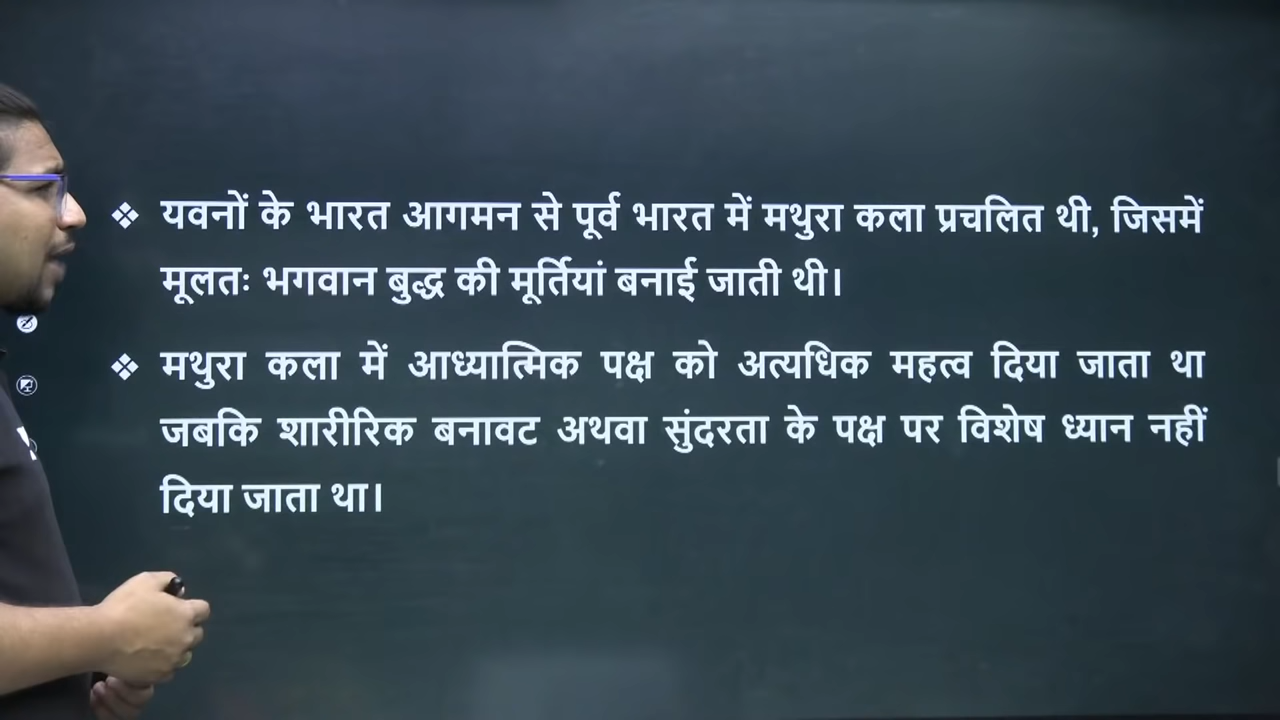 ❖ यवनों के भारत आगमन से पूर्व भारत में मथुरा कला प्रचलित थी, जिसमें
मूलतः भगवान बुद्ध की मूर्तियां बनाई जाती थी।
❖ मथुरा कला में आध्यात्मिक पक्ष को अत्यधिक महत्व दिया जाता था
जबकि शारीरिक बनावट अथवा सुंदरता के पक्ष पर विशेष ध्यान नहीं
दिया जाता था।